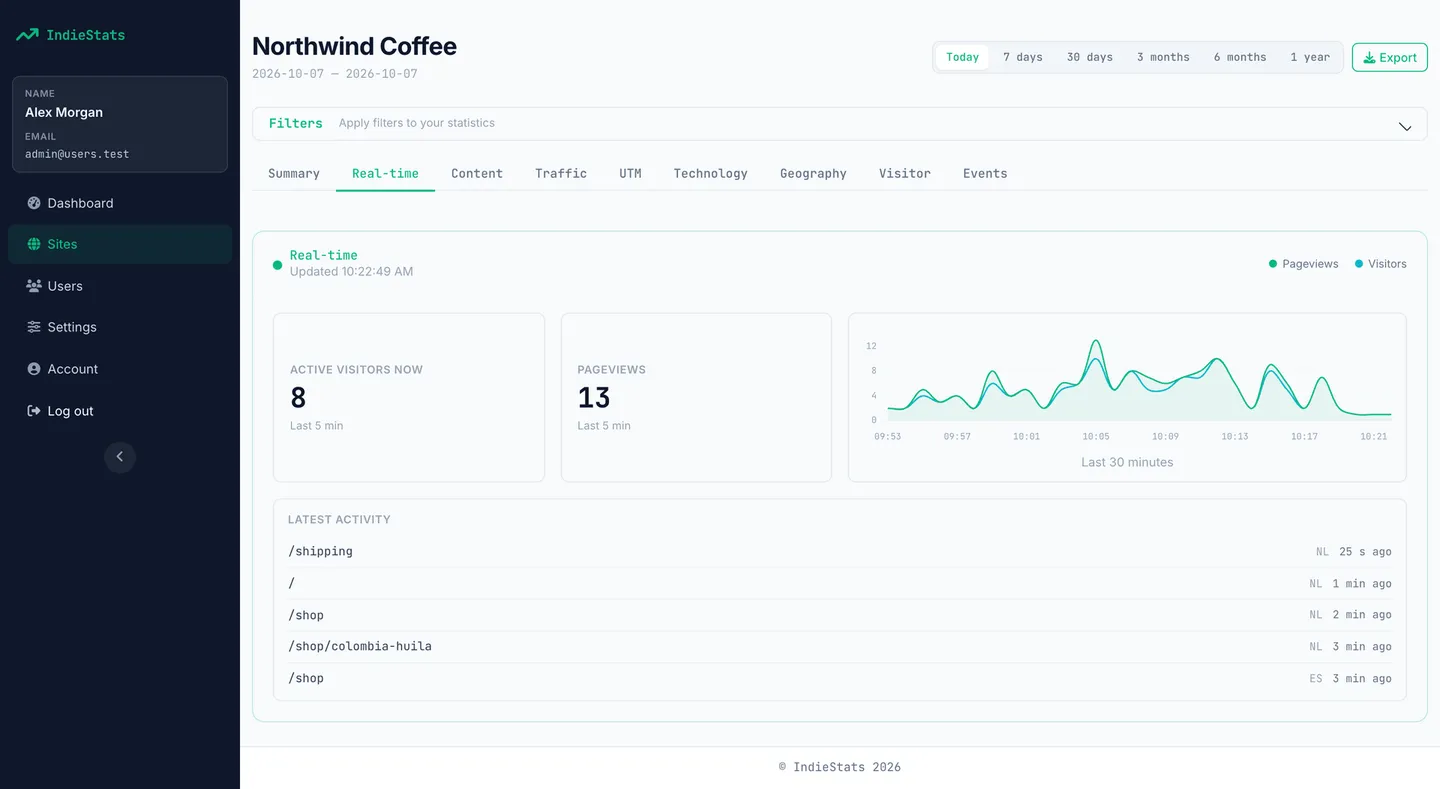 IndieStats
NAME
Alex Morgan
EMAIL
admin@users.test
Dashboard
Sites
Users
Settings
Account
Log out
Northwind Coffee
2026-10-07 — 2026-10-07
Today 7 days 30 days 3 months 6 months 1 year Export
Filters Apply filters to your statistics
Summary Real-time Content Traffic UTM Technology Geography Visitor Events
Real-time
Updated 10:22:49 AM
Pageviews Visitors
ACTIVE VISITORS NOW
8
Last 5 min
PAGEVIEWS
13
Last 5 min
12
8
4
0
09:53 09:57 10:01 10:05 10:09 10:13 10:17 10:21
Last 30 minutes
LATEST ACTIVITY
/shipping NL 25 s ago
/ NL 1 min ago
/shop NL 2 min ago
/shop/colombia-huila NL 3 min ago
/shop ES 3 min ago
© IndieStats 2026